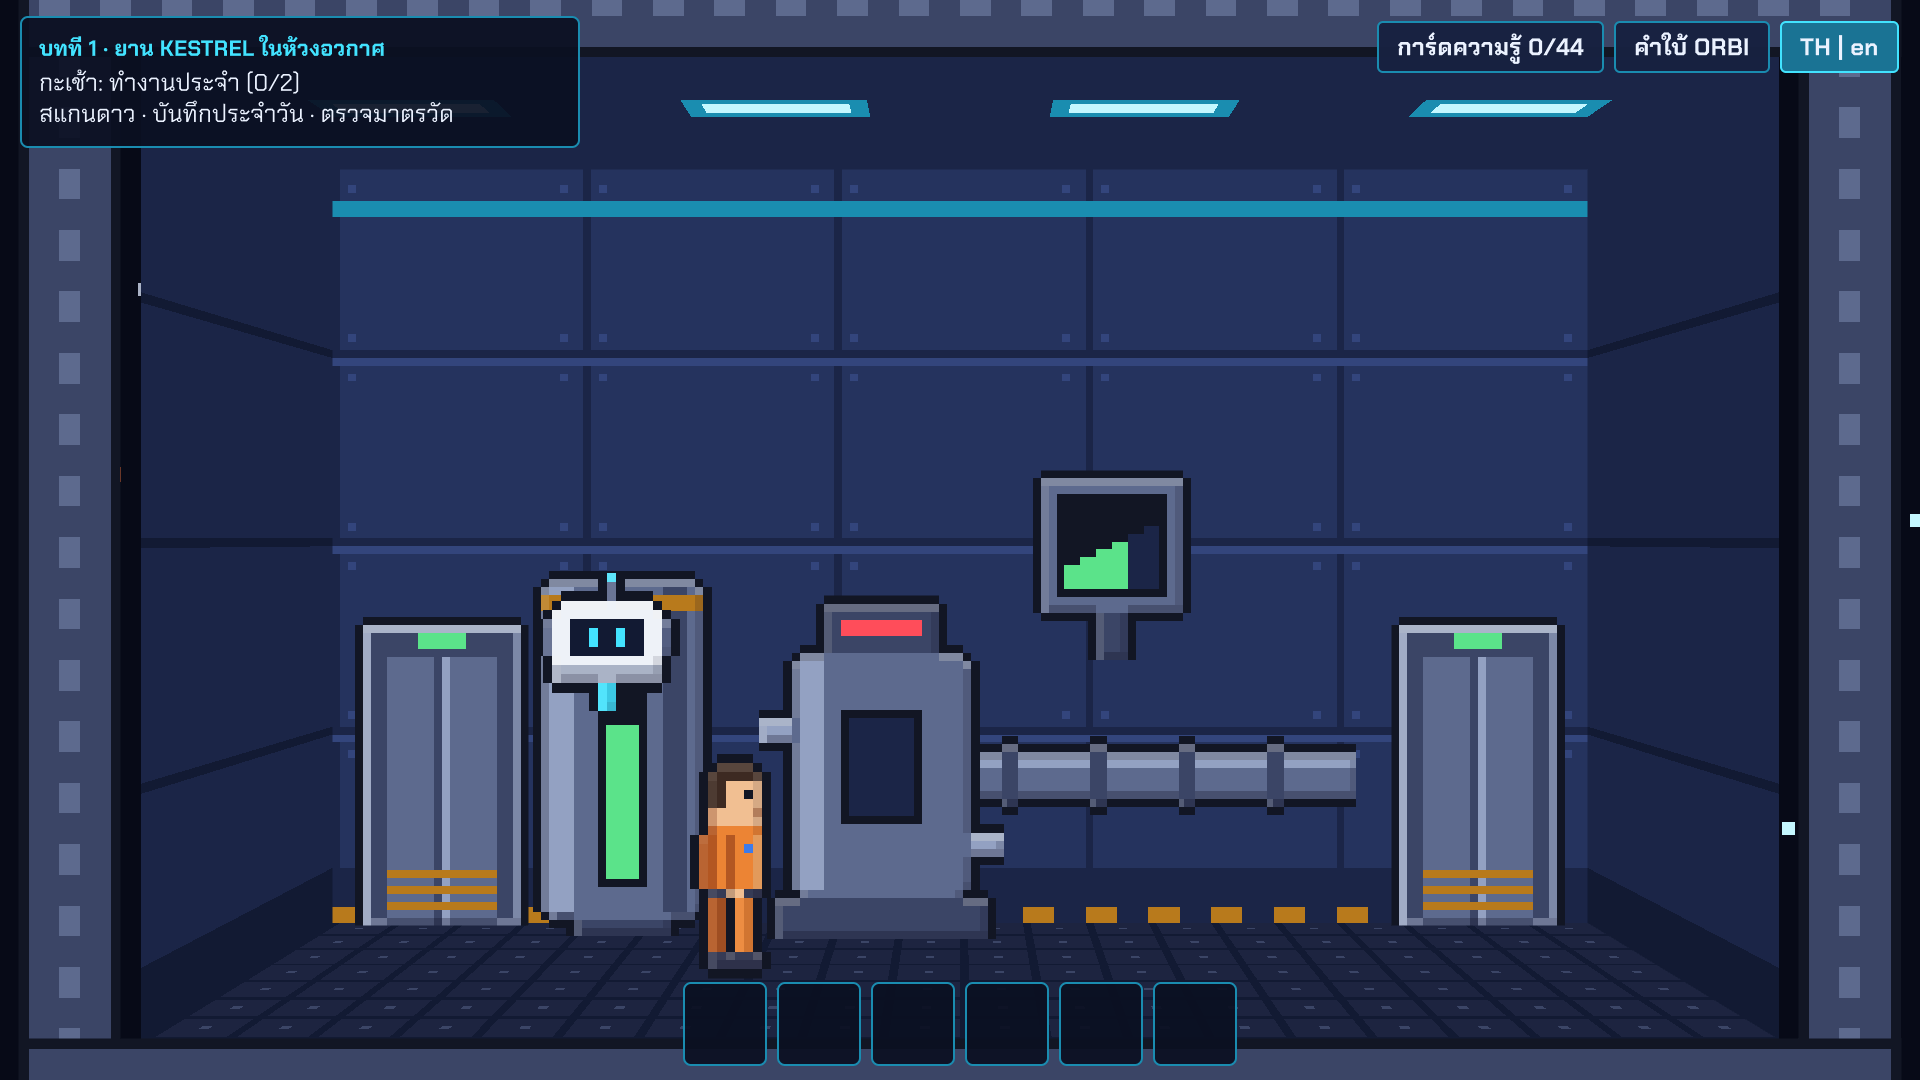 บทที่ 1 · ยาน KESTREL ในห้วงอวกาศ
กะเช้า: ทำงานประจำ (0/2)
สแกนดาว · บันทึกประจำวัน · ตรวจมาตรวัด
การ์ดความรู้ 0/44
คำใบ้ ORBI
TH | en